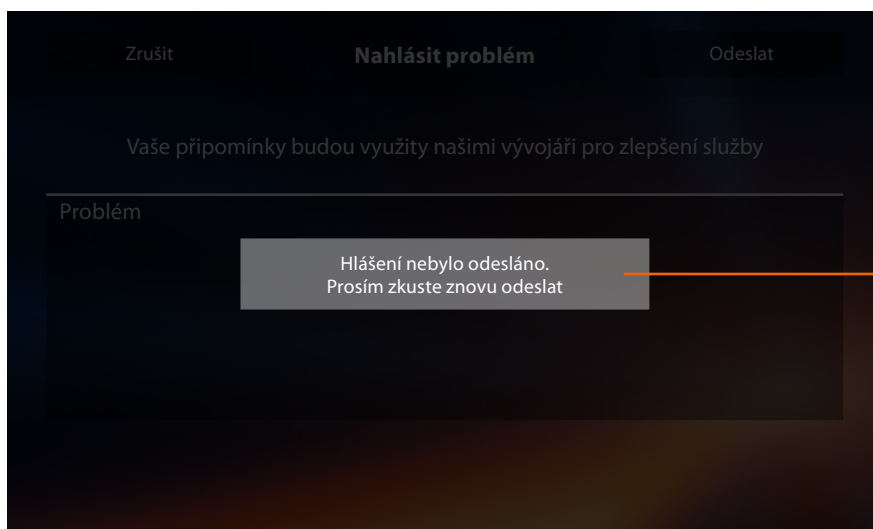 Zrušit
Nahlásit problém
Odeslat
Vaše připomínky budou využity našimi vývojáři pro zlepšení služby
Problém
Hlášení nebylo odesláno.
Prosím zkuste znovu odeslat